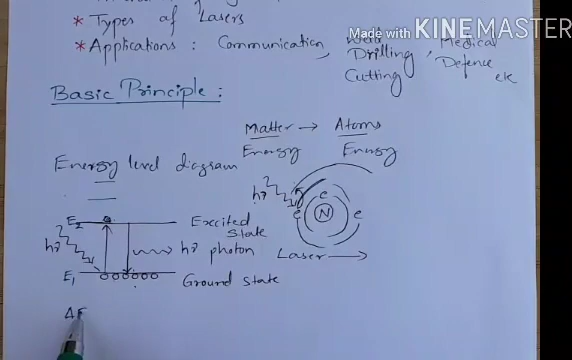 * Types of Lasers
Made with KINEMASTER
* Applications : Communication, Weld Drilling, Medical
Cutting Defence
etc
Basic Principle :
Matter → Atoms
Energy Energy
Energy level diagram
hν
e
E2 Excited state
e N e
hν hν photon
Laser →
E1 Ground state
ΔE